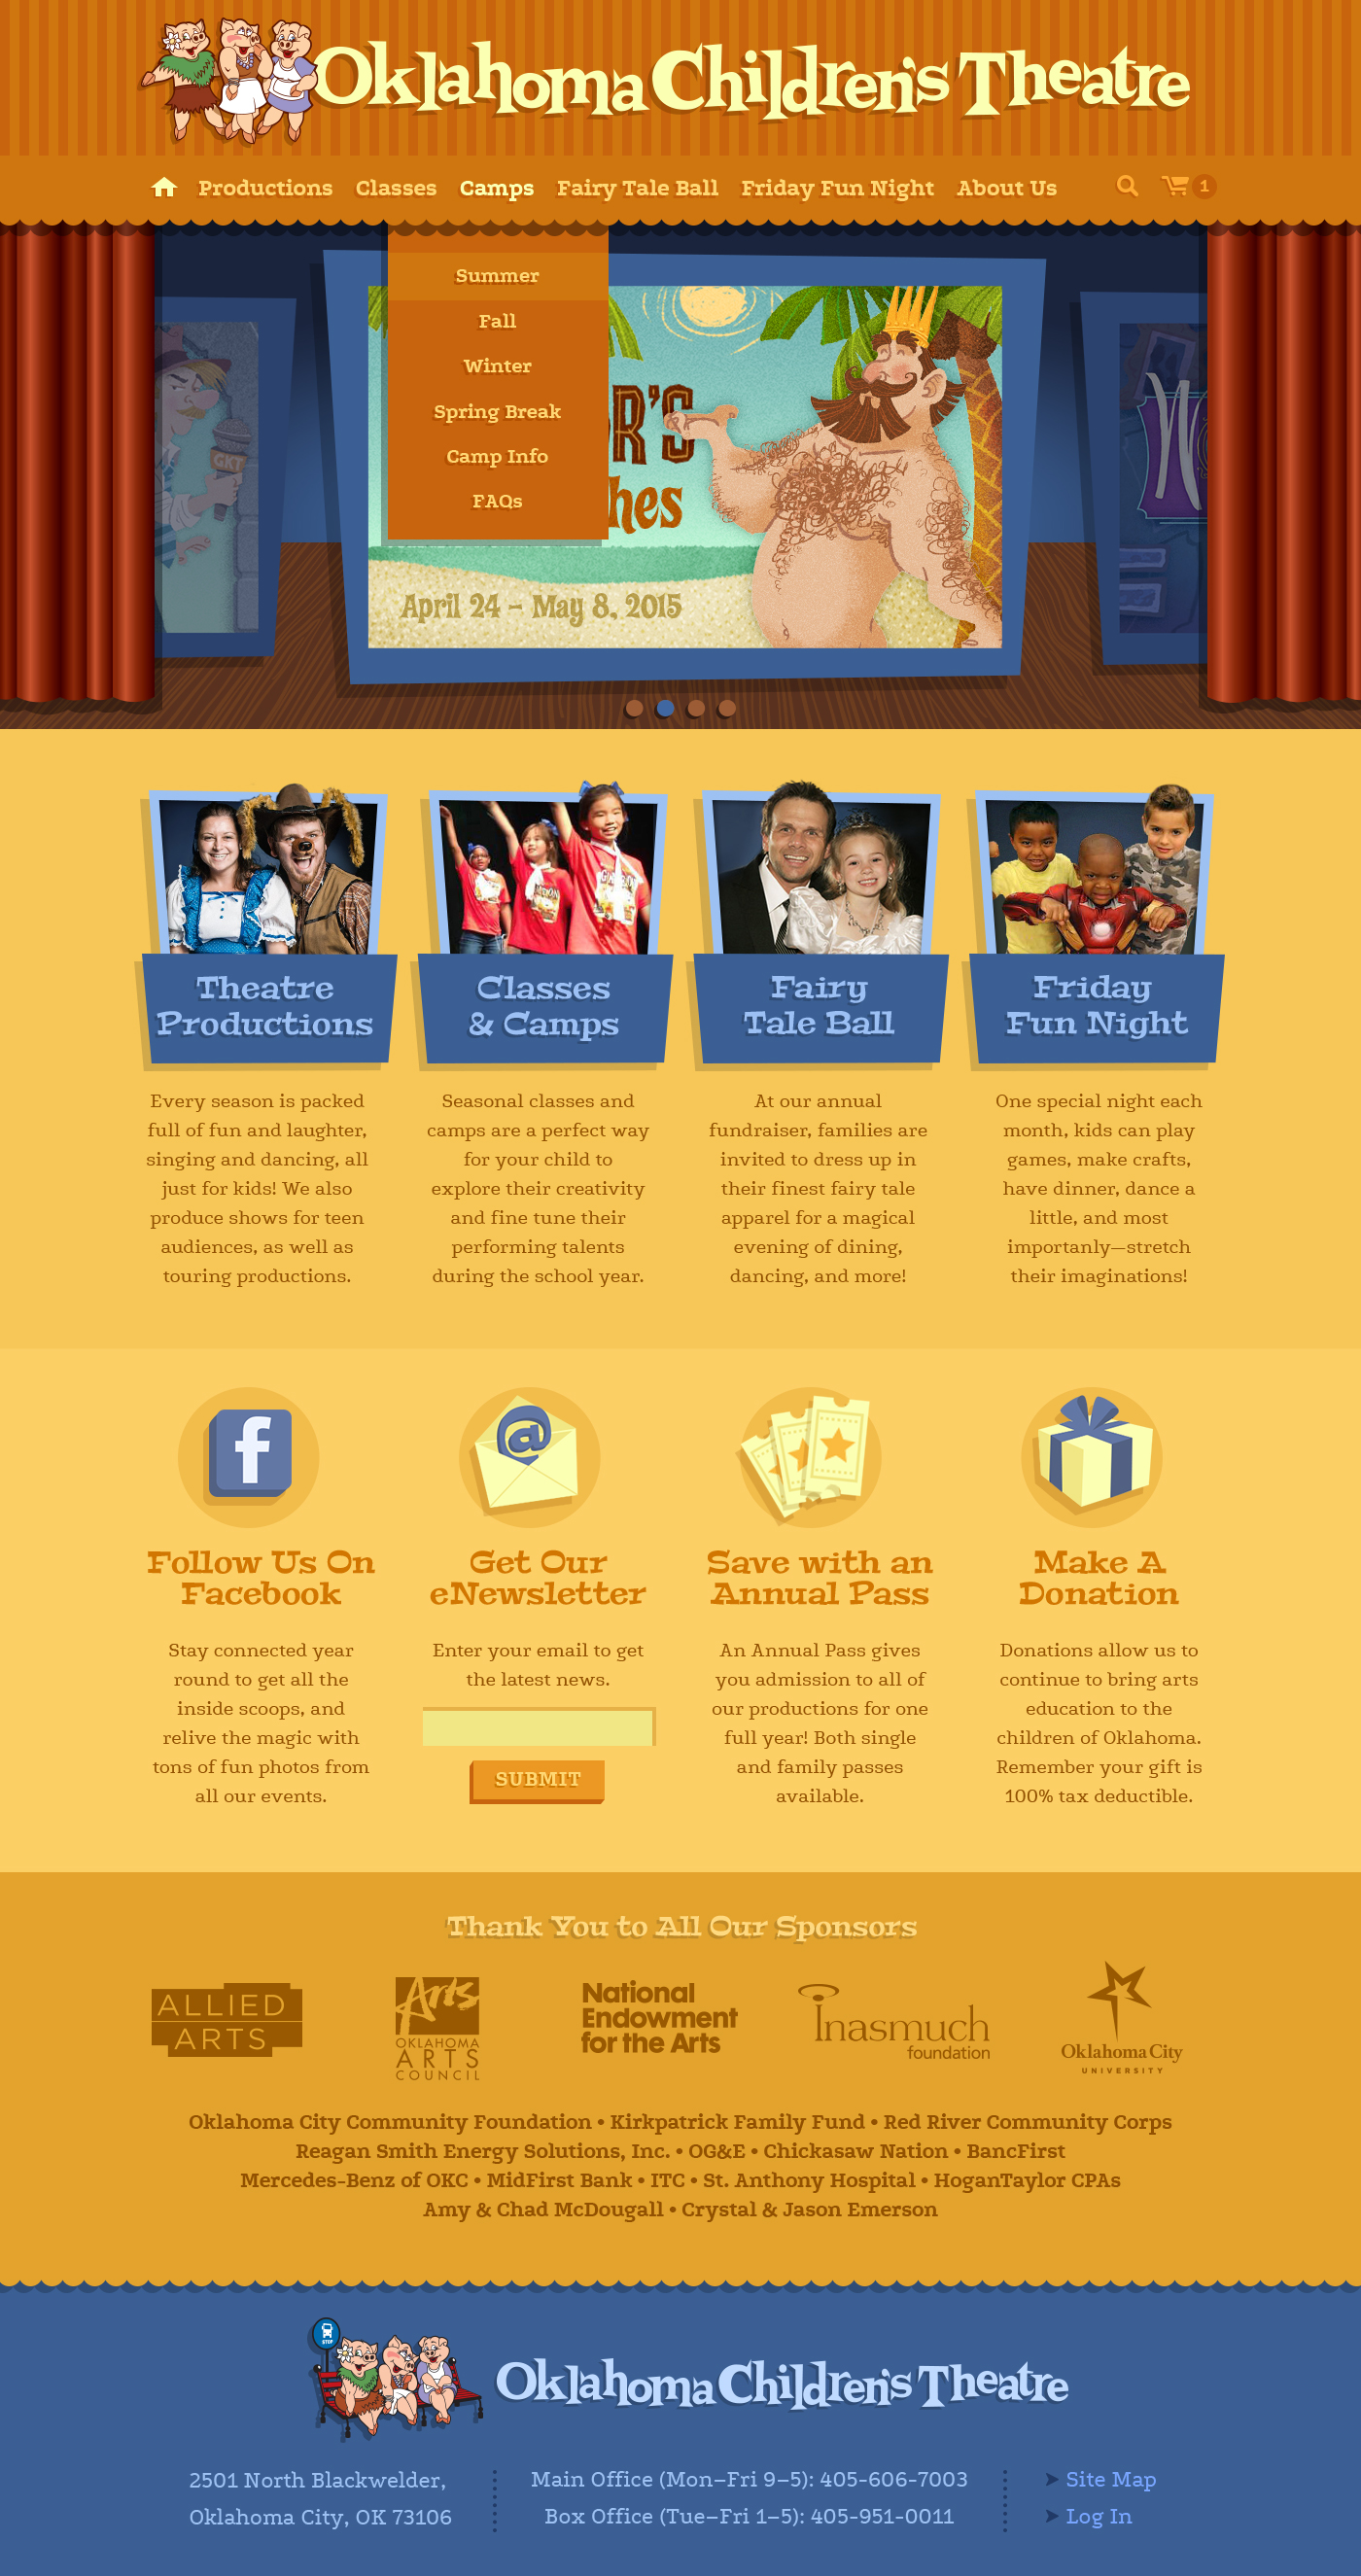 Oklahoma Children's Theatre
Productions Classes Camps Fairy Tale Ball Friday Fun Night About Us 1
Summer
Fall
Winter
Spring Break
Camp Info
FAQs
GKT
R'S
hes
April 24 – May 8, 2015
Theatre
Productions
Classes
& Camps
Fairy
Tale Ball
Friday
Fun Night
Every season is packed
full of fun and laughter,
singing and dancing, all
just for kids! We also
produce shows for teen
audiences, as well as
touring productions.
Seasonal classes and
camps are a perfect way
for your child to
explore their creativity
and fine tune their
performing talents
during the school year.
At our annual
fundraiser, families are
invited to dress up in
their finest fairy tale
apparel for a magical
evening of dining,
dancing, and more!
One special night each
month, kids can play
games, make crafts,
have dinner, dance a
little, and most
importanly—stretch
their imaginations!
f
@
Follow Us On
Facebook
Get Our
eNewsletter
Save with an
Annual Pass
Make A
Donation
Stay connected year
round to get all the
inside scoops, and
relive the magic with
tons of fun photos from
all our events.
Enter your email to get
the latest news.
SUBMIT
An Annual Pass gives
you admission to all of
our productions for one
full year! Both single
and family passes
available.
Donations allow us to
continue to bring arts
education to the
children of Oklahoma.
Remember your gift is
100% tax deductible.
Thank You to All Our Sponsors
ALLIED
ARTS
Arts
OKLAHOMA
ARTS
COUNCIL
National
Endowment
for the Arts
Inasmuch
foundation
Oklahoma City
UNIVERSITY
Oklahoma City Community Foundation • Kirkpatrick Family Fund • Red River Community Corps
Reagan Smith Energy Solutions, Inc. • OG&E • Chickasaw Nation • BancFirst
Mercedes-Benz of OKC • MidFirst Bank • ITC • St. Anthony Hospital • HoganTaylor CPAs
Amy & Chad McDougall • Crystal & Jason Emerson
STOP
Oklahoma Children's Theatre
2501 North Blackwelder,
Oklahoma City, OK 73106
Main Office (Mon–Fri 9–5): 405-606-7003
Box Office (Tue–Fri 1–5): 405-951-0011
Site Map
Log In